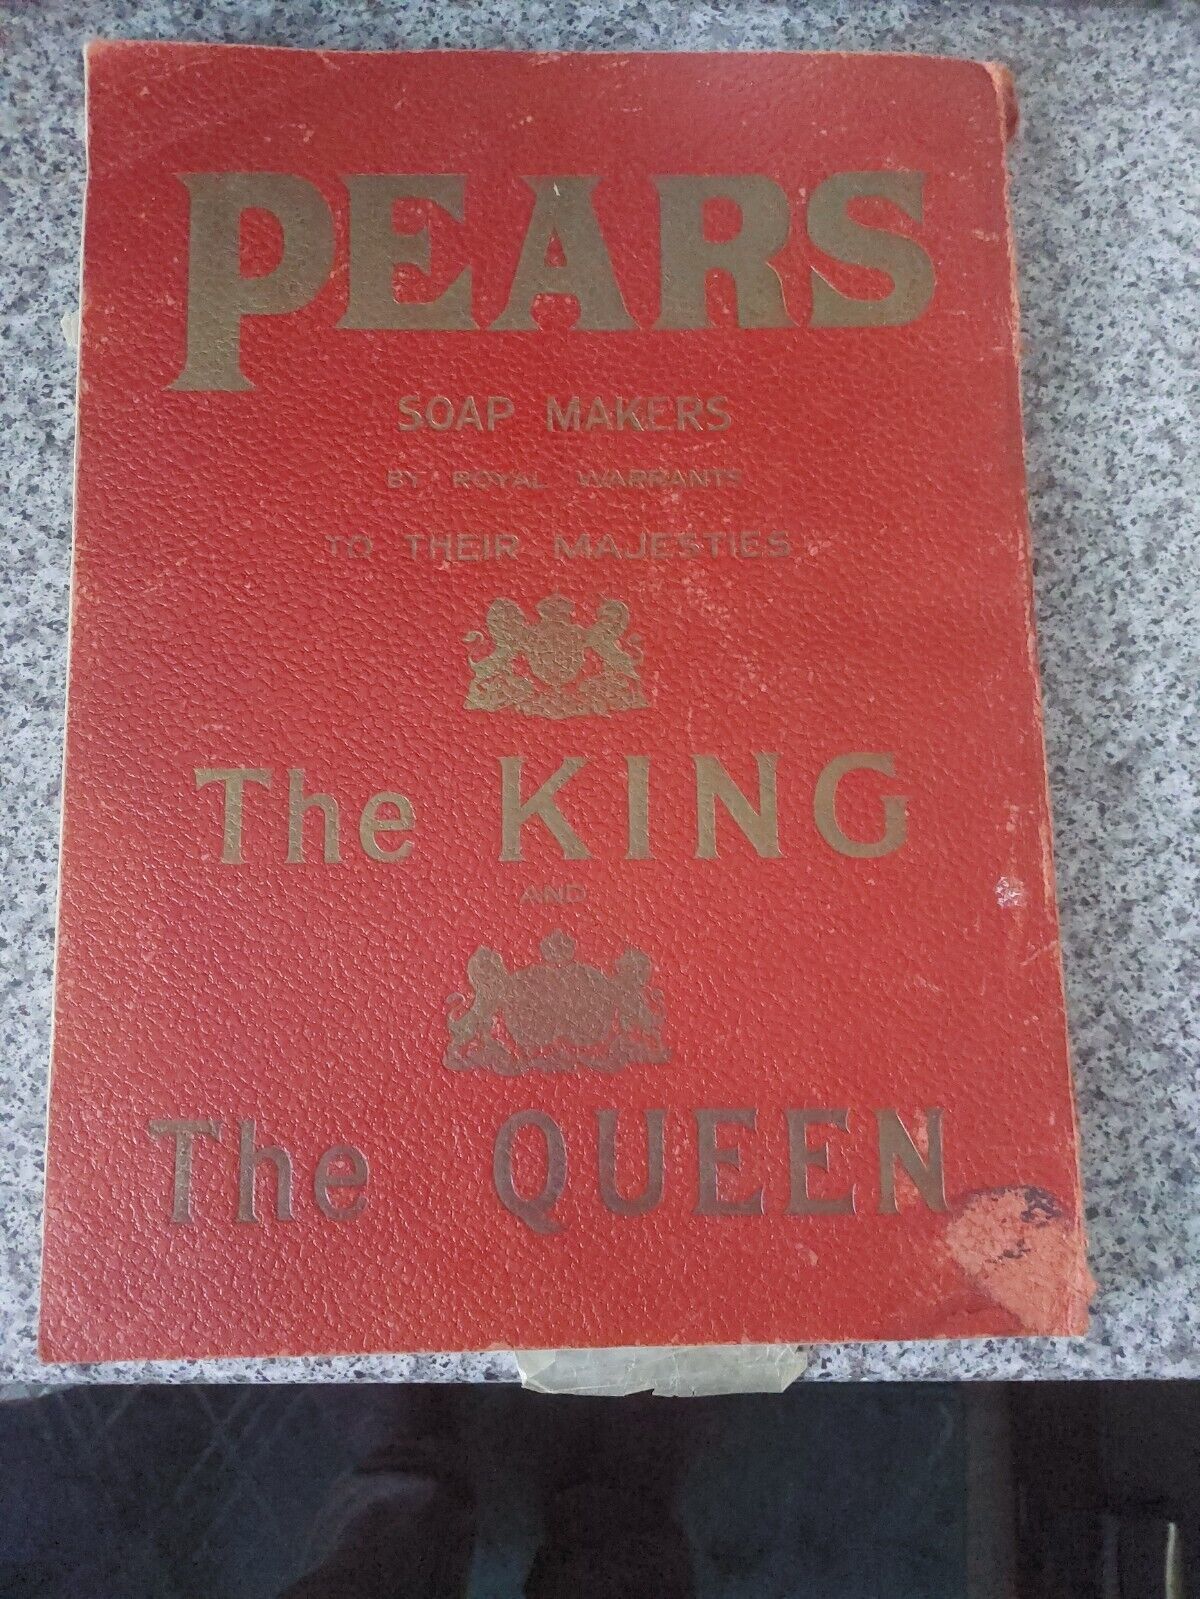 PEARS
SOAP MAKERS
BY ROYAL WARRANTS
TO THEIR MAJESTIES
The KING
AND
The QUEEN